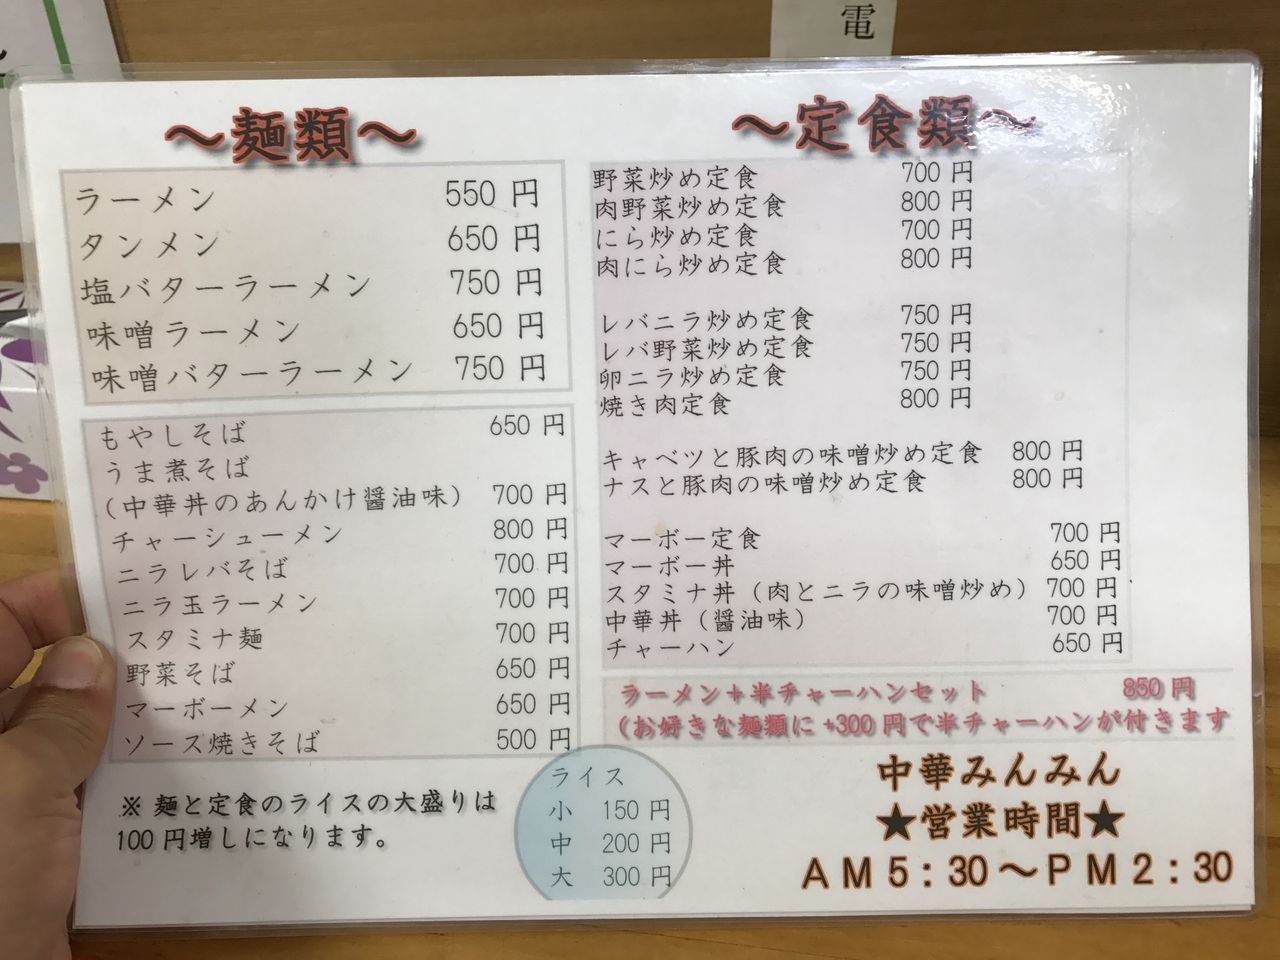 電
～麺類～
ラーメン 550 円
タンメン 650 円
塩バターラーメン 750 円
味噌ラーメン 650 円
味噌バターラーメン 750 円
もやしそば 650 円
うま煮そば
(中華丼のあんかけ醤油味) 700 円
チャーシューメン 800 円
ニラレバそば 700 円
ニラ玉ラーメン 700 円
スタミナ麺 700 円
野菜そば 650 円
マーボーメン 650 円
ソース焼きそば 500 円
※ 麺と定食のライスの大盛りは
100 円増しになります。
ライス
小 150 円
中 200 円
大 300 円
～定食類～
野菜炒め定食 700 円
肉野菜炒め定食 800 円
にら炒め定食 700 円
肉にら炒め定食 800 円
レバニラ炒め定食 750 円
レバ野菜炒め定食 750 円
卵ニラ炒め定食 750 円
焼き肉定食 800 円
キャベツと豚肉の味噌炒め定食 800 円
ナスと豚肉の味噌炒め定食 800 円
マーボー定食 700 円
マーボー丼 650 円
スタミナ丼 (肉とニラの味噌炒め) 700 円
中華丼 (醤油味) 700 円
チャーハン 650 円
ラーメン＋半チャーハンセット 850 円
(お好きな麺類に +300 円で半チャーハンが付きます
中華みんみん
★営業時間★
AM5:30～PM2:30